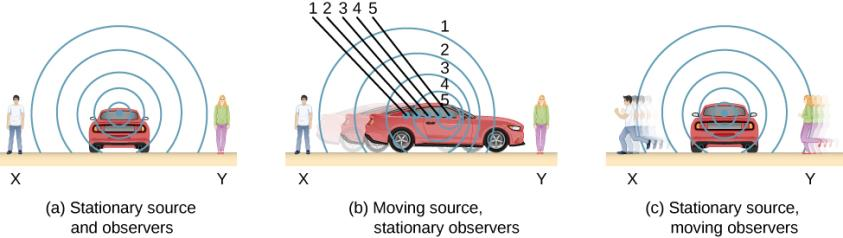 1 2 3 4 5
1
2
3
4
5
X Y
X Y
X Y
(a) Stationary source
and observers
(b) Moving source,
stationary observers
(c) Stationary source,
moving observers